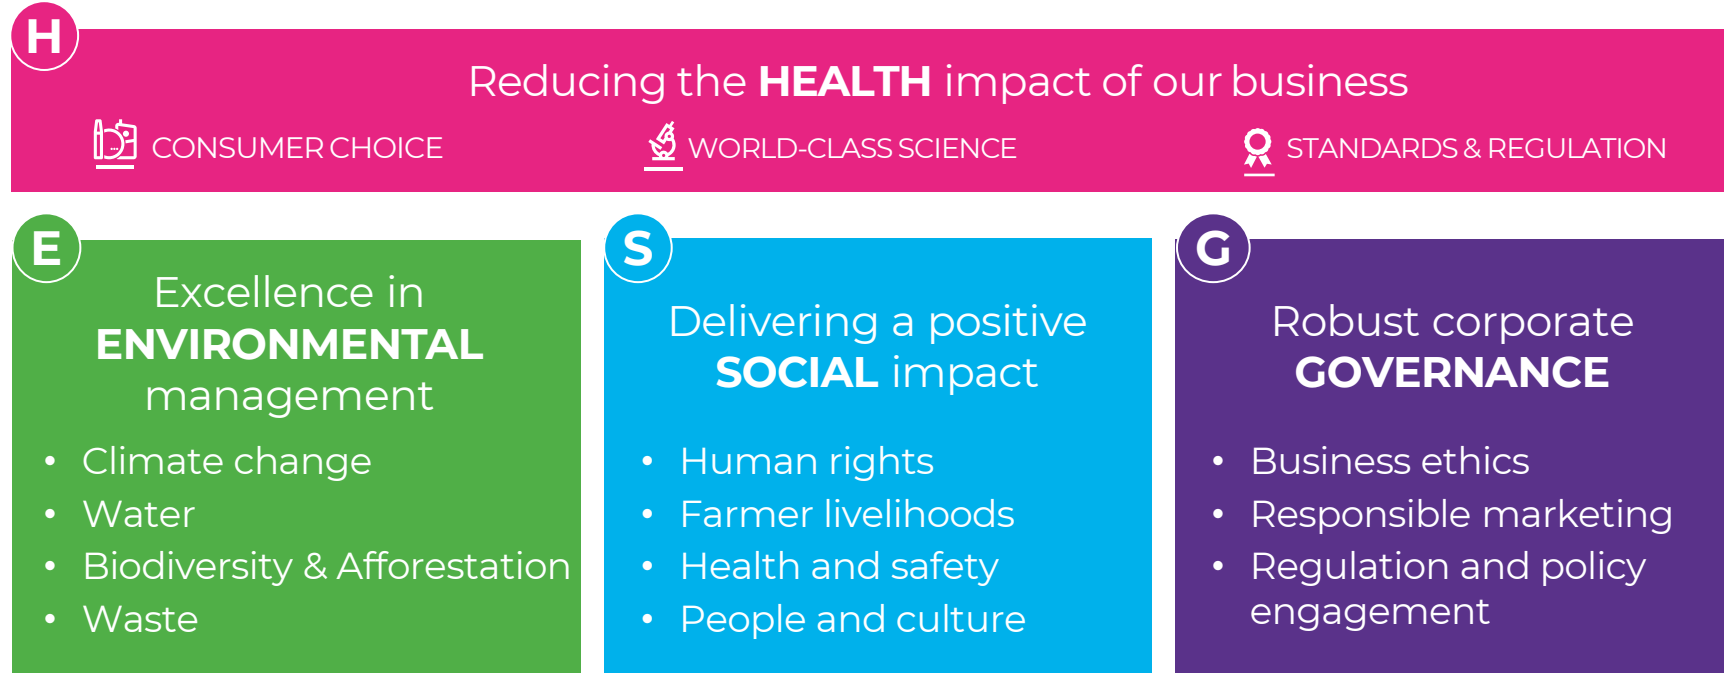 H
Reducing the HEALTH impact of our business
CONSUMER CHOICE
WORLD-CLASS SCIENCE
STANDARDS & REGULATION
E
Excellence in
ENVIRONMENTAL
management
• Climate change
• Water
• Biodiversity & Afforestation
• Waste
S
Delivering a positive
SOCIAL impact
• Human rights
• Farmer livelihoods
• Health and safety
• People and culture
G
Robust corporate
GOVERNANCE
• Business ethics
• Responsible marketing
• Regulation and policy
engagement